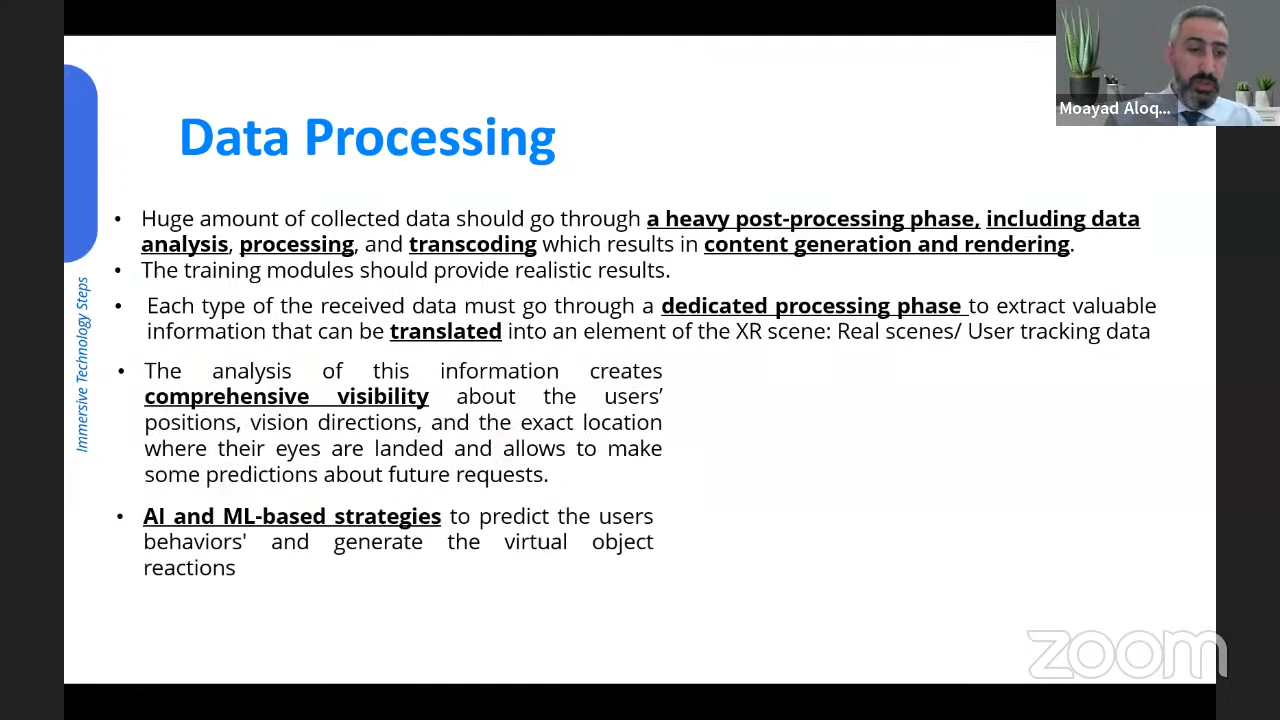 Moayad Aloq...
Data Processing
• Huge amount of collected data should go through a heavy post-processing phase, including data
analysis, processing, and transcoding which results in content generation and rendering.
• The training modules should provide realistic results.
• Each type of the received data must go through a dedicated processing phase to extract valuable
information that can be translated into an element of the XR scene: Real scenes/ User tracking data
• The analysis of this information creates
comprehensive visibility about the users’
positions, vision directions, and the exact location
where their eyes are landed and allows to make
some predictions about future requests.
• AI and ML-based strategies to predict the users
behaviors' and generate the virtual object
reactions
Immersive Technology Steps
zoom